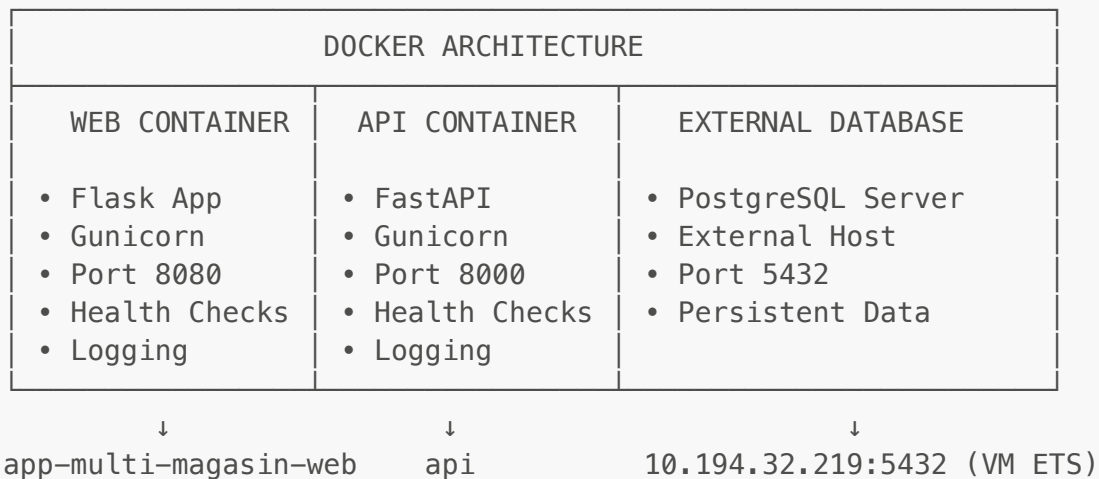 DOCKER ARCHITECTURE
WEB CONTAINER API CONTAINER EXTERNAL DATABASE
• Flask App • FastAPI • PostgreSQL Server
• Gunicorn • Gunicorn • External Host
• Port 8080 • Port 8000 • Port 5432
• Health Checks • Health Checks • Persistent Data
• Logging • Logging
↓ ↓ ↓
app-multi-magasin-web api 10.194.32.219:5432 (VM ETS)